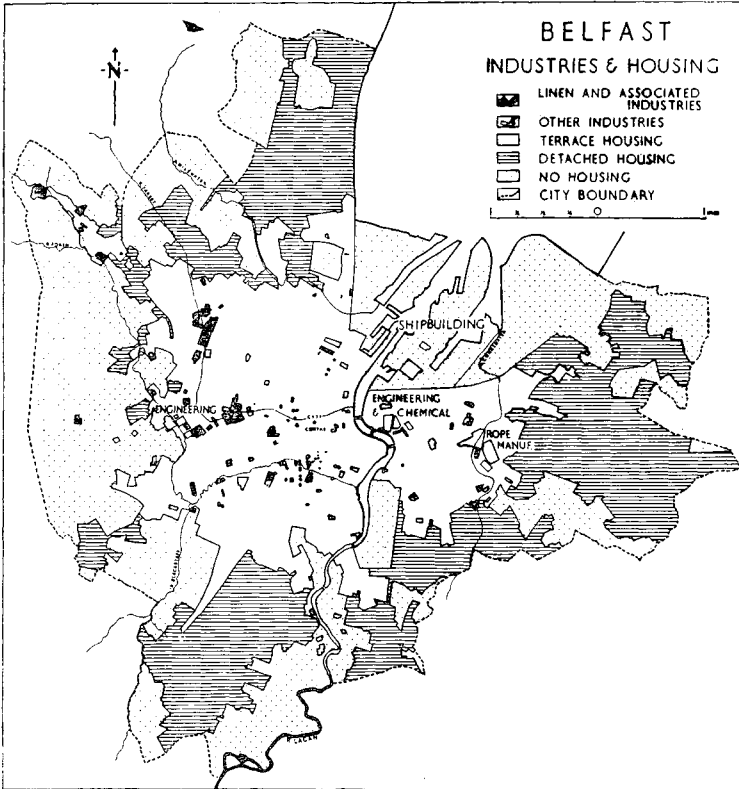 BELFAST
INDUSTRIES & HOUSING
LINEN AND ASSOCIATED
INDUSTRIES
OTHER INDUSTRIES
TERRACE HOUSING
DETACHED HOUSING
NO HOUSING
CITY BOUNDARY
-N-
SHIPBUILDING
ENGINEERING
& CHEMICAL
ENGINEERING
ROPE
MANUF
R LAGAN